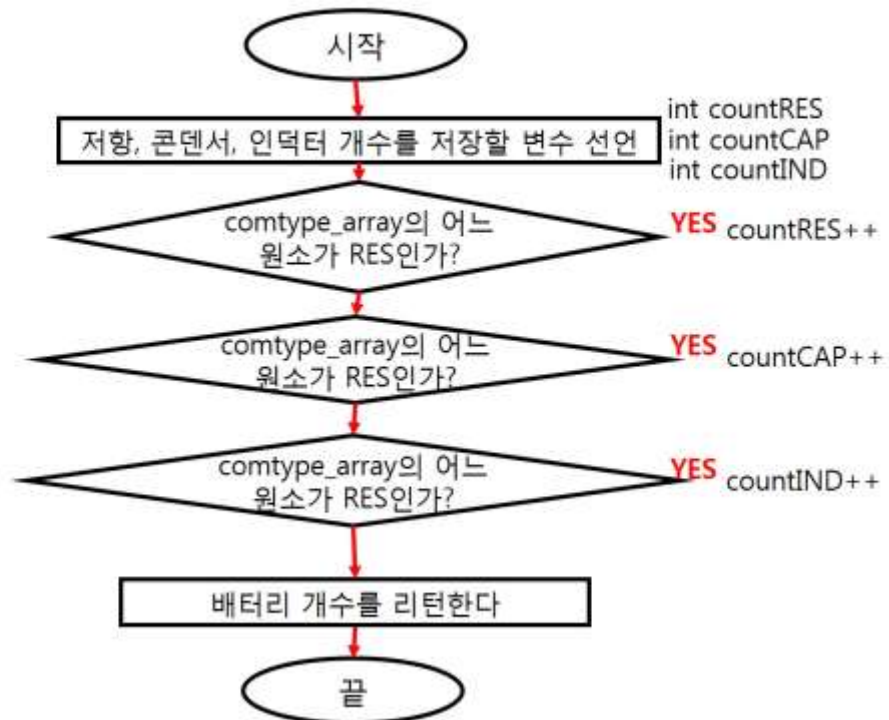 시작
저항, 콘덴서, 인덕터 개수를 저장할 변수 선언
int countRES
int countCAP
int countIND
comtype_array의 어느
원소가 RES인가?
YES countRES++
comtype_array의 어느
원소가 RES인가?
YES countCAP++
comtype_array의 어느
원소가 RES인가?
YES countIND++
배터리 개수를 리턴한다
끝